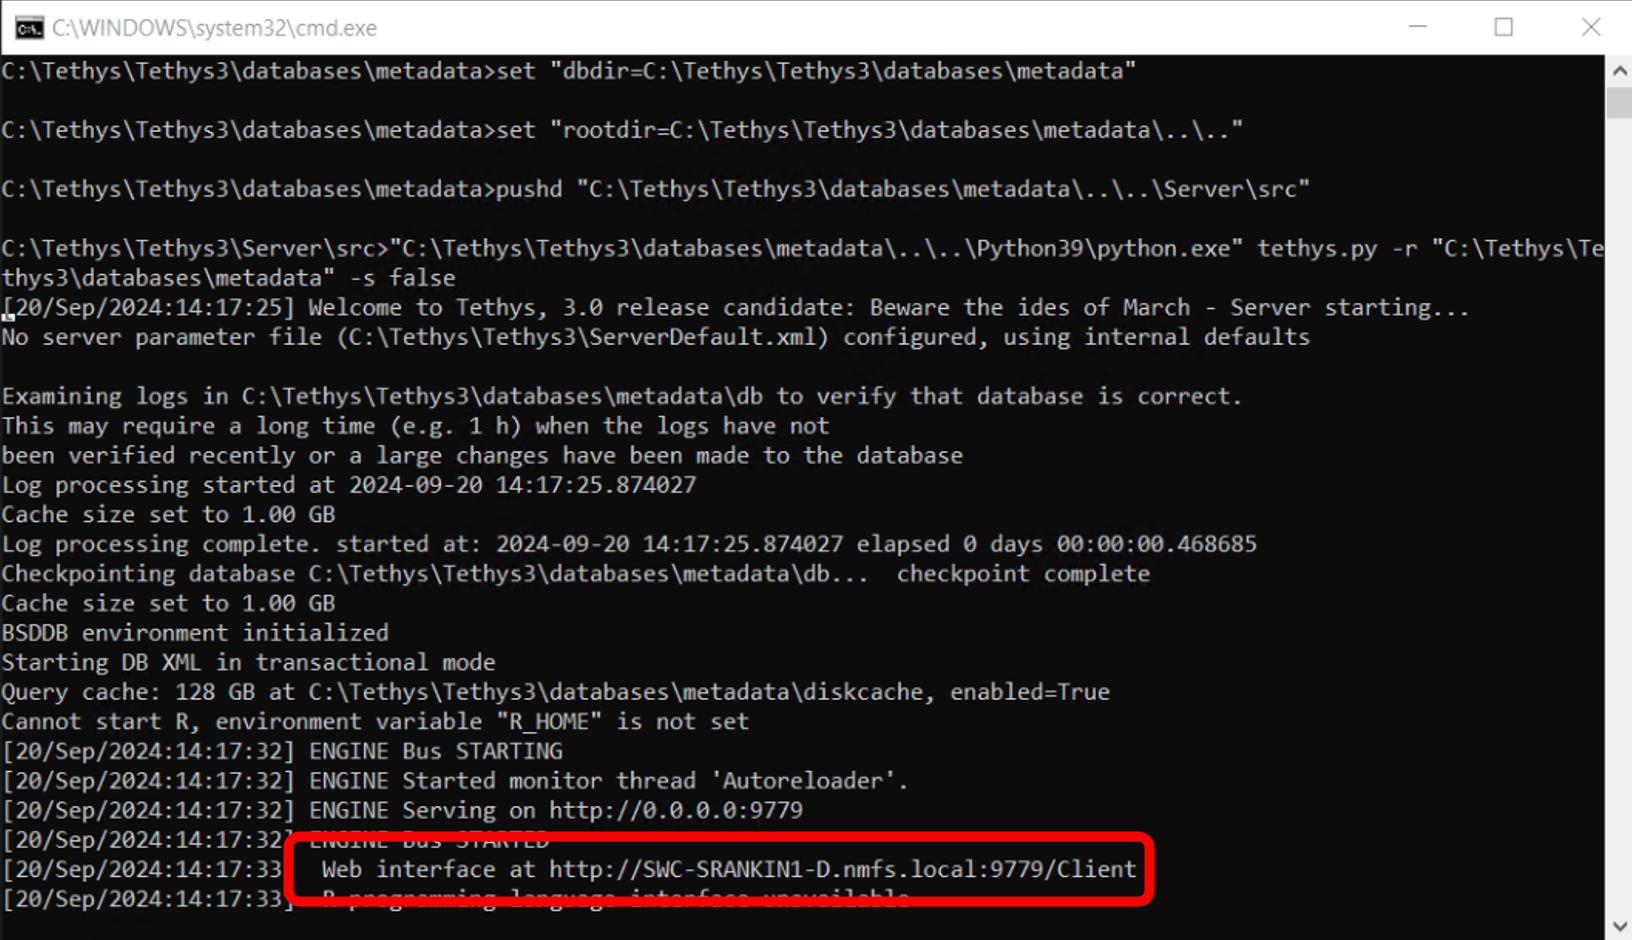 C:\WINDOWS\system32\cmd.exe
C:\Tethys\Tethys3\databases\metadata>set "dbdir=C:\Tethys\Tethys3\databases\metadata"
C:\Tethys\Tethys3\databases\metadata>set "rootdir=C:\Tethys\Tethys3\databases\metadata\..\.."
C:\Tethys\Tethys3\databases\metadata>pushd "C:\Tethys\Tethys3\databases\metadata\..\..\Server\src"
C:\Tethys\Tethys3\Server\src>"C:\Tethys\Tethys3\databases\metadata\..\..\Python39\python.exe" tethys.py -r "C:\Tethys\Te
thys3\databases\metadata" -s false
[20/Sep/2024:14:17:25] Welcome to Tethys, 3.0 release candidate: Beware the ides of March - Server starting...
No server parameter file (C:\Tethys\Tethys3\ServerDefault.xml) configured, using internal defaults
Examining logs in C:\Tethys\Tethys3\databases\metadata\db to verify that database is correct.
This may require a long time (e.g. 1 h) when the logs have not
been verified recently or a large changes have been made to the database
Log processing started at 2024-09-20 14:17:25.874027
Cache size set to 1.00 GB
Log processing complete. started at: 2024-09-20 14:17:25.874027 elapsed 0 days 00:00:00.468685
Checkpointing database C:\Tethys\Tethys3\databases\metadata\db...  checkpoint complete
Cache size set to 1.00 GB
BSDDB environment initialized
Starting DB XML in transactional mode
Query cache: 128 GB at C:\Tethys\Tethys3\databases\metadata\diskcache, enabled=True
Cannot start R, environment variable "R_HOME" is not set
[20/Sep/2024:14:17:32] ENGINE Bus STARTING
[20/Sep/2024:14:17:32] ENGINE Started monitor thread 'Autoreloader'.
[20/Sep/2024:14:17:32] ENGINE Serving on http://0.0.0.0:9779
[20/Sep/2024:14:17:32] ENGINE Bus STARTED
[20/Sep/2024:14:17:33]  Web interface at http://SWC-SRANKIN1-D.nmfs.local:9779/Client
[20/Sep/2024:14:17:33]  R programming language interface unavailable